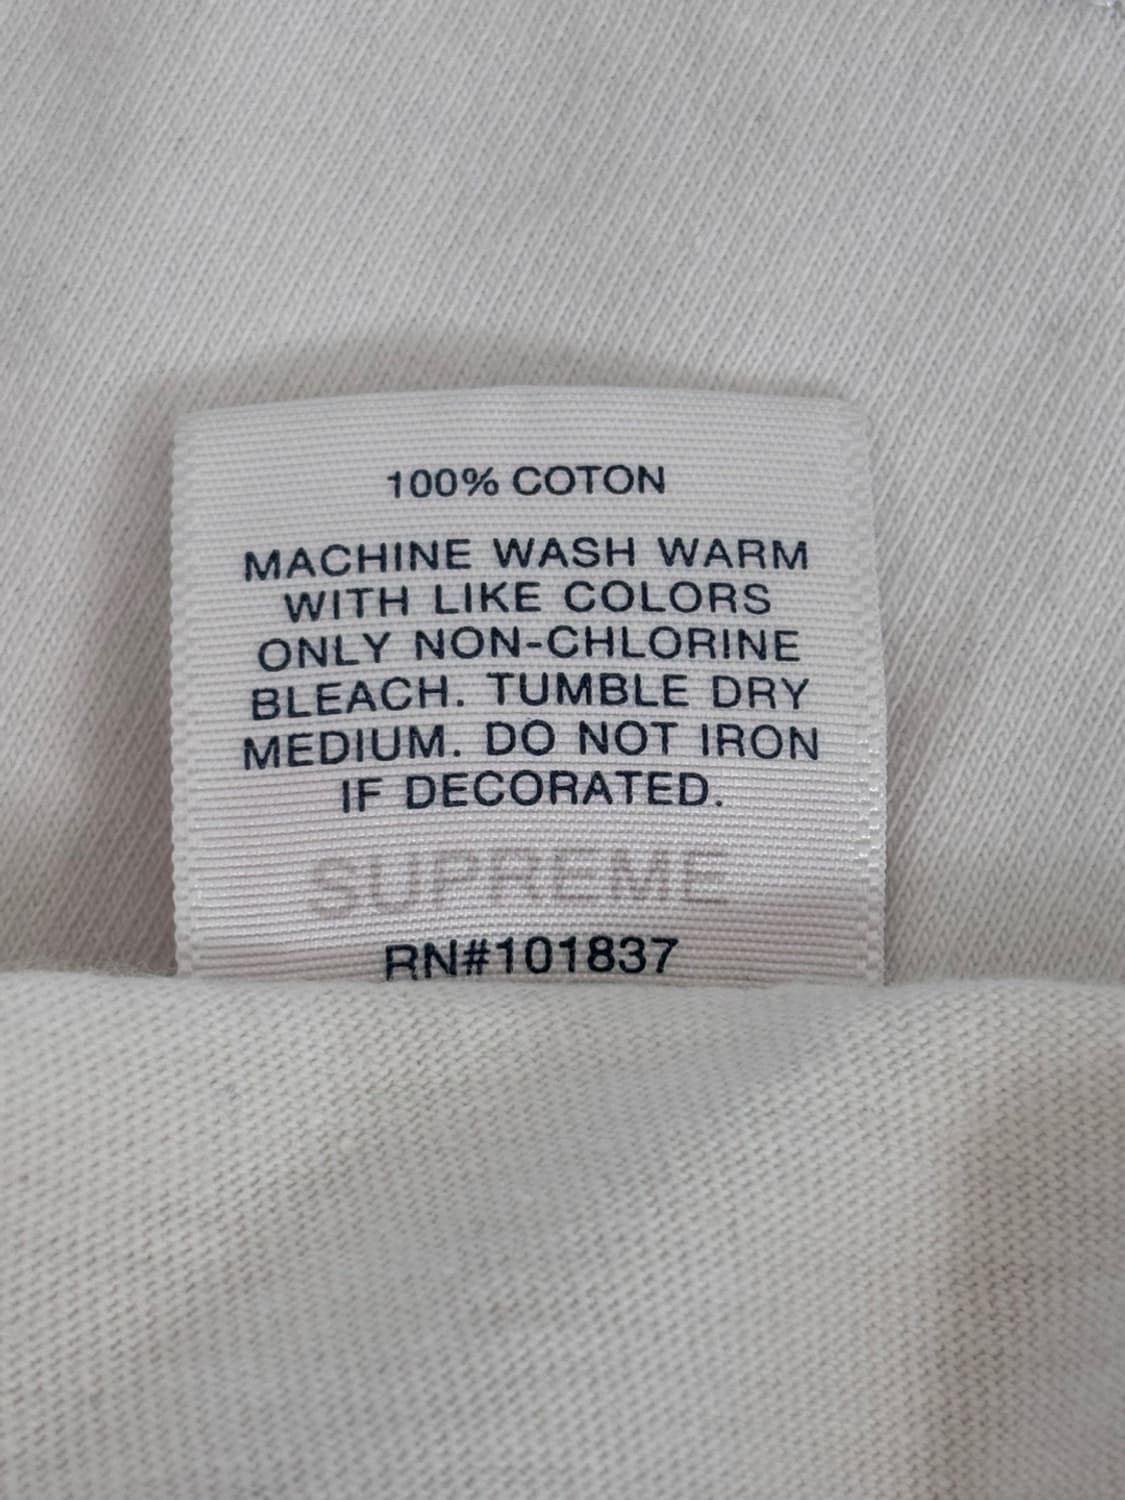 100% COTON
MACHINE WASH WARM
WITH LIKE COLORS
ONLY NON-CHLORINE
BLEACH. TUMBLE DRY
MEDIUM. DO NOT IRON
IF DECORATED.
SUPREME
RN#101837